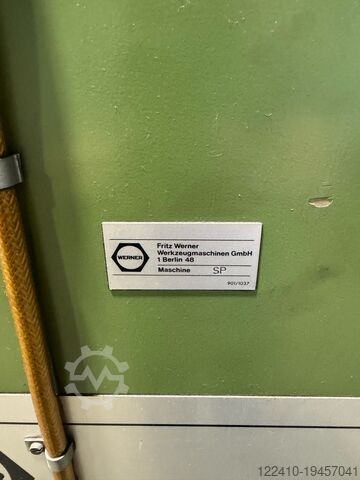 WERNER
Fritz Werner
Werkzeugmaschinen GmbH
1 Berlin 48
Maschine SP
901/1037
122410-19457041